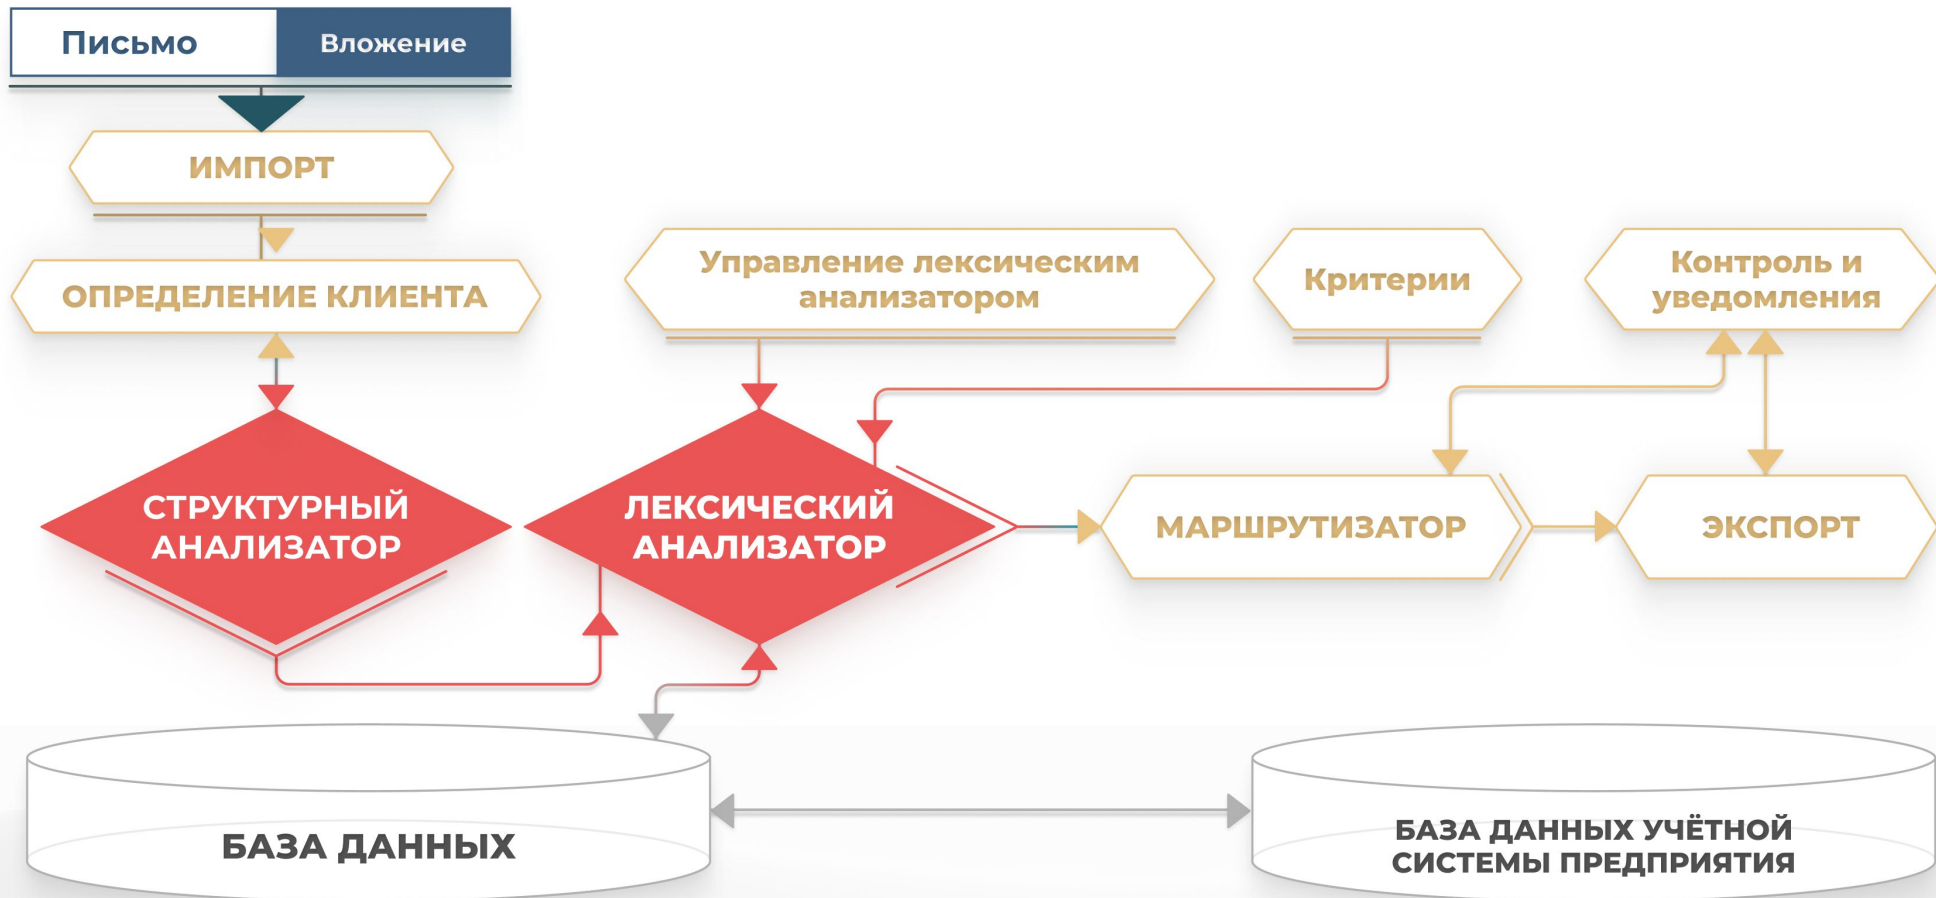 Письмо
Вложение
ИМПОРТ
ОПРЕДЕЛЕНИЕ КЛИЕНТА
Управление лексическим
анализатором
Критерии
Контроль и
уведомления
СТРУКТУРНЫЙ
АНАЛИЗАТОР
ЛЕКСИЧЕСКИЙ
АНАЛИЗАТОР
МАРШРУТИЗАТОР
ЭКСПОРТ
БАЗА ДАННЫХ
БАЗА ДАННЫХ УЧЁТНОЙ
СИСТЕМЫ ПРЕДПРИЯТИЯ